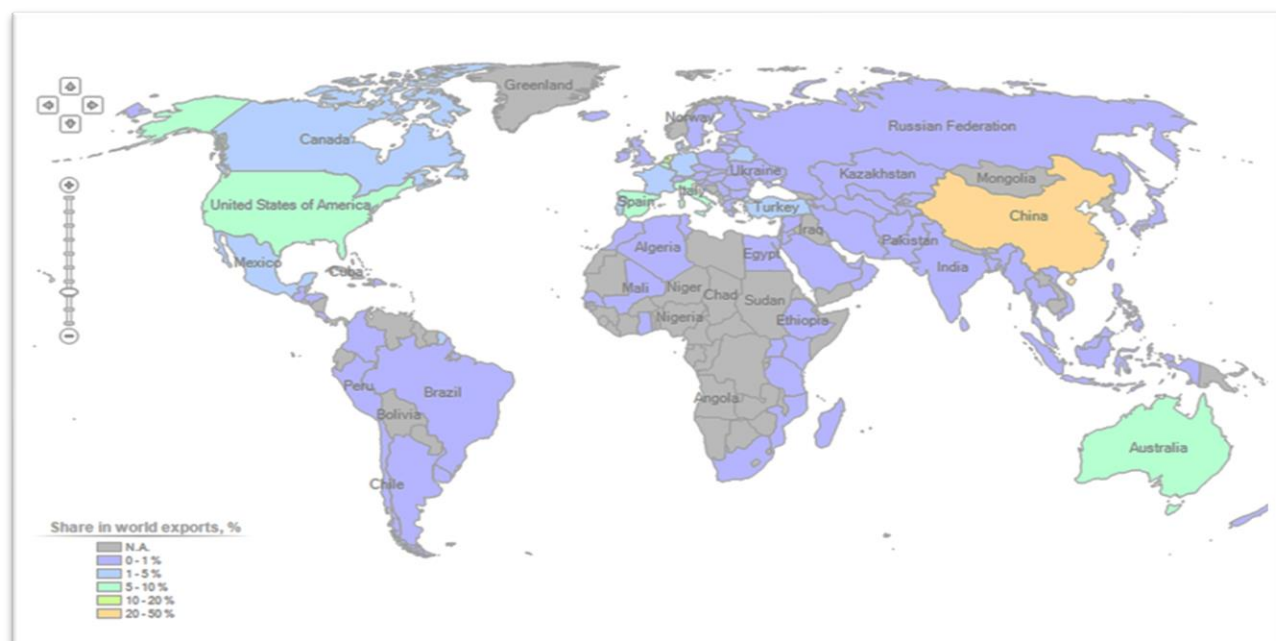 Greenland
Norway
Russian Federation
Canada
Ukraine
Kazakhstan
Mongolia
Italy
Spain
United States of America
Turkey
China
Iraq
Algeria
Egypt
Pakistan
Mexico
Cuba
India
Mali
Niger
Chad
Sudan
Nigeria
Ethiopia
Peru
Brazil
Angola
Bolivia
Australia
Chile
Share in world exports, %
N.A.
0-1%
1-5%
5-10%
10-20%
20-50%